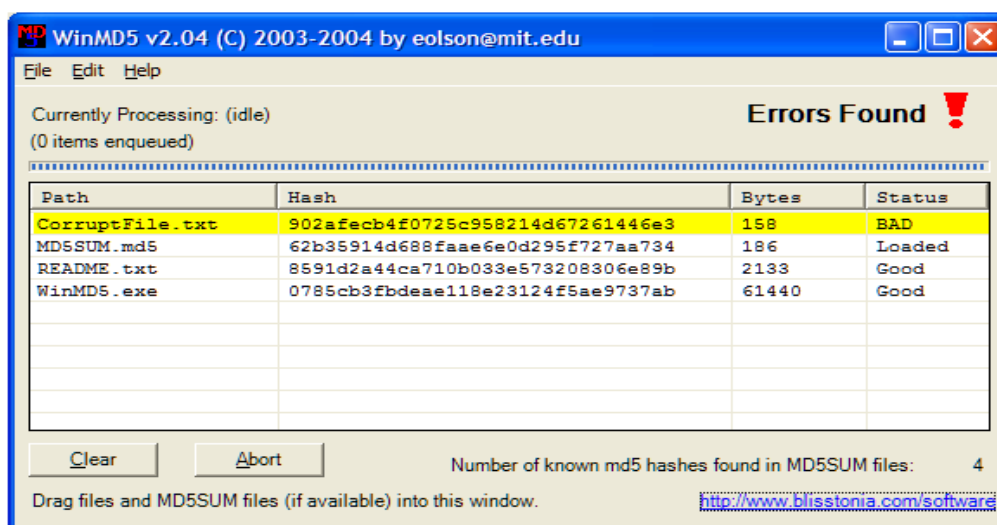 WinMD5 v2.04 (C) 2003-2004 by eolson@mit.edu
File Edit Help
Currently Processing: (idle)
Errors Found
(0 items enqueued)
Path Hash Bytes Status
CorruptFile.txt 902afecb4f0725c958214d67261446e3 158 BAD
MD5SUM.md5 62b35914d688faae6e0d295f727aa734 186 Loaded
README.txt 8591d2a44ca710b033e573208306e89b 2133 Good
WinMD5.exe 0785cb3fbdeae118e23124f5ae9737ab 61440 Good
Clear Abort Number of known md5 hashes found in MD5SUM files: 4
Drag files and MD5SUM files (if available) into this window. http://www.blisstonia.com/software